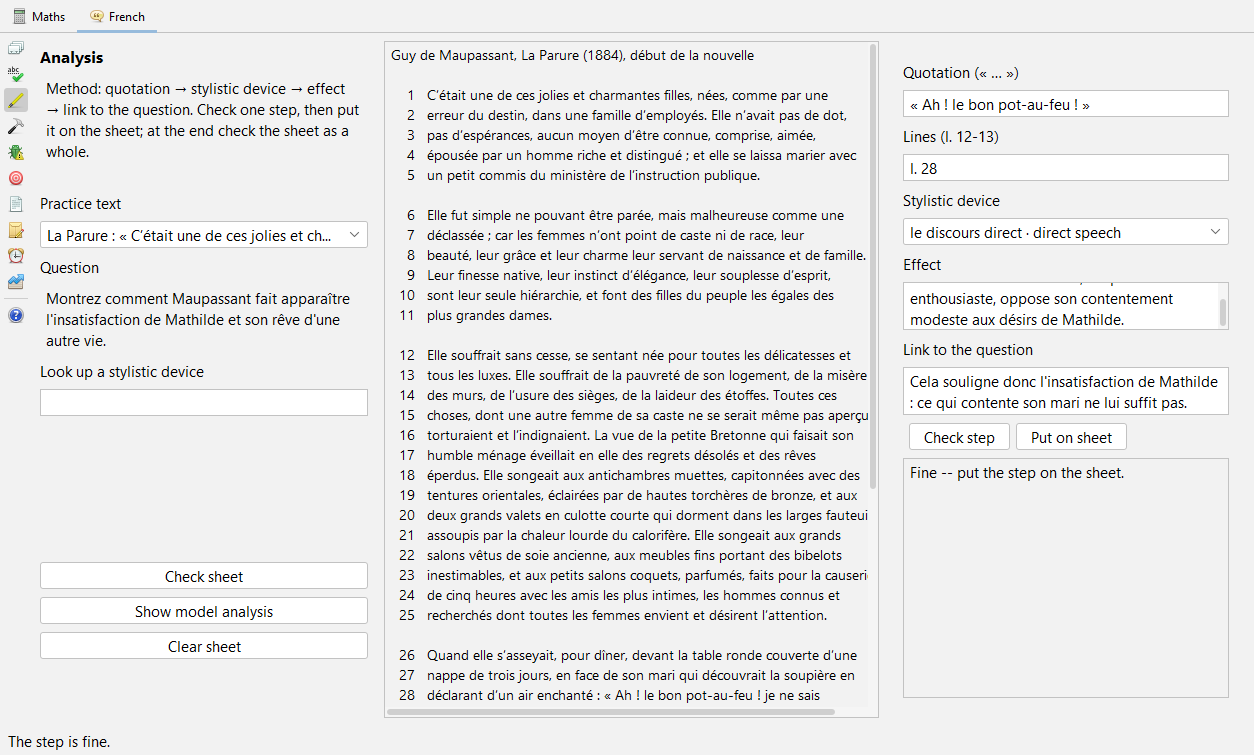 Maths French
Analysis
Method: quotation → stylistic device → effect
→ link to the question. Check one step, then put
it on the sheet; at the end check the sheet as a
whole.
Practice text
La Parure : « C’était une de ces jolies et ch...
Question
Montrez comment Maupassant fait apparaître
l'insatisfaction de Mathilde et son rêve d'une
autre vie.
Look up a stylistic device
Check sheet
Show model analysis
Clear sheet
Guy de Maupassant, La Parure (1884), début de la nouvelle
1 C’était une de ces jolies et charmantes filles, nées, comme par une
2 erreur du destin, dans une famille d’employés. Elle n’avait pas de dot,
3 pas d’espérances, aucun moyen d’être connue, comprise, aimée,
4 épousée par un homme riche et distingué ; et elle se laissa marier avec
5 un petit commis du ministère de l’instruction publique.
6 Elle fut simple ne pouvant être parée, mais malheureuse comme une
7 déclassée ; car les femmes n’ont point de caste ni de race, leur
8 beauté, leur grâce et leur charme leur servant de naissance et de famille.
9 Leur finesse native, leur instinct d’élégance, leur souplesse d’esprit,
10 sont leur seule hiérarchie, et font des filles du peuple les égales des
11 plus grandes dames.
12 Elle souffrait sans cesse, se sentant née pour toutes les délicatesses et
13 tous les luxes. Elle souffrait de la pauvreté de son logement, de la misère
14 des murs, de l’usure des sièges, de la laideur des étoffes. Toutes ces
15 choses, dont une autre femme de sa caste ne se serait même pas aperçu
16 torturaient et l’indignaient. La vue de la petite Bretonne qui faisait son
17 humble ménage éveillait en elle des regrets désolés et des rêves
18 éperdus. Elle songeait aux antichambres muettes, capitonnées avec des
19 tentures orientales, éclairées par de hautes torchères de bronze, et aux
20 deux grands valets en culotte courte qui dorment dans les larges fauteui
21 assoupis par la chaleur lourde du calorifère. Elle songeait aux grands
22 salons vêtus de soie ancienne, aux meubles fins portant des bibelots
23 inestimables, et aux petits salons coquets, parfumés, faits pour la causeri
24 de cinq heures avec les amis les plus intimes, les hommes connus et
25 recherchés dont toutes les femmes envient et désirent l’attention.
26 Quand elle s’asseyait, pour dîner, devant la table ronde couverte d’une
27 nappe de trois jours, en face de son mari qui découvrait la soupière en
28 déclarant d’un air enchanté : « Ah ! le bon pot-au-feu ! je ne sais
Quotation (« ... »)
« Ah ! le bon pot-au-feu ! »
Lines (l. 12-13)
l. 28
Stylistic device
le discours direct · direct speech
Effect
enthousiaste, oppose son contentement
modeste aux désirs de Mathilde.
Link to the question
Cela souligne donc l'insatisfaction de Mathilde
: ce qui contente son mari ne lui suffit pas.
Check step Put on sheet
Fine -- put the step on the sheet.
The step is fine.